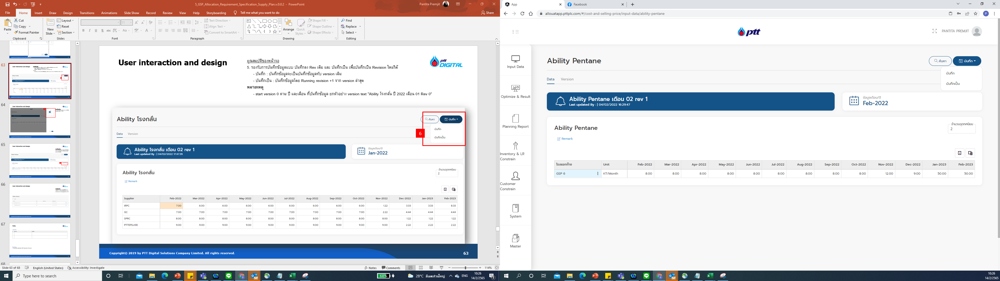 5_GSP_Allocation_Requirement_Specification_Supply_Plan.v.0.0.2 - PowerPoint
Pantita Premjit
File Home Insert Draw Design Transitions Animations Slide Show Record Review View Help Storyboarding Tell me what you want to do
Share
Paste
Cut
Copy
Format Painter
Clipboard
New Slide
Layout
Reset
Section
Slides
11
Font
Text Direction
Align Text
Convert to SmartArt
Paragraph
Arrange
Quick Styles
Shape Fill
Shape Outline
Shape Effects
Drawing
Find
Replace
Select
Editing
63
64
65
66
67
68
User interaction and design
คุณสมบัติของหน้าจอ
5. รองรับการบันทึกข้อมูลแบบ บันทึกลง Rev เดิม และ บันทึกเป็น เพื่อบันทึกเป็น Revision ใหม่ได้
- บันทึก : บันทึกข้อมูลจะเป็นบันทึกข้อมูลทับ version เดิม
- บันทึกเป็น : บันทึกข้อมูลโดย Running revision +1 จาก version ล่าสุด
หมายเหตุ
- start version 0 ตาม ปี และเดือน ที่บันทึกข้อมูล ยกตัวอย่าง version text "Ability โรงกลั่น ปี 2022 เดือน 01 Rev 0"
ptt DIGITAL
Ability โรงกลั่น
ค้นหา บันทึก
บันทึก
บันทึกเป็น
6
Data Version
Ability โรงกลั่น เดือน 02 rev 1
Last updated By : | 04/02/2022 17:47:39
ข้อมูลเดือน/ปี
Jan-2022
Ability โรงกลั่น
จำนวนจุดทศนิยม
2
Remark
Supplier Feb-2022 Mar-2022 Apr-2022 May-2022 Jun-2022 Jul-2022 Aug-2022 Sep-2022 Oct-2022 Nov-2022 Dec-2022 Jan-2023 Feb-2023
IRPC 7.00 6.00 6.00 6.00 6.00 6.00 6.00 6.00 6.00 1.22 3.33 3.33 8.33
GC 7.00 7.00 7.00 7.00 7.00 7.00 7.00 7.00 7.00 2.22 4.44 4.44 4.44
SPRC 8.00 8.00 8.00 8.00 8.00 8.00 8.00 8.00 8.00 8.00 1.22 1.22 1.22
PTTEP(LKB) 9.00 9.00 9.00 9.00 9.00 9.00 9.00 9.00 9.00 9.00 2.22 2.22 2.22
Copyright© 2019 by PTT Digital Solutions Company Limited. All rights reserved.
63
Slide 63 of 68 English (United States) Accessibility: Investigate
Notes Comments 114%
Type here to search
68%
28°C มีเมฆส่วนใหญ่
ENG
10:26
14/2/2565
5
App
Facebook
allouatapp.pttplc.com/#/cost-and-selling-price/input-data/ability-pentane
P
ptt
PANTITA PREMJIT
Input Data
Optimize & Result
Planning Report
Inventory & LR Constrain
Customer Constrain
System
Master
Ability Pentane
ค้นหา บันทึก
บันทึก
บันทึกเป็น
Data Version
Ability Pentane เดือน 02 rev 1
Last updated By : | 04/02/2022 16:29:47
ข้อมูลเดือน/ปี
Feb-2022
Ability Pentane
จำนวนจุดทศนิยม
2
Remark
โรงแยกก๊าซ Unit Feb-2022 Mar-2022 Apr-2022 May-2022 Jun-2022 Jul-2022 Aug-2022 Sep-2022 Oct-2022 Nov-2022 Dec-2022 Jan-2023 Feb-2023
GSP 6 KT/Month 8.00 8.00 8.00 8.00 8.00 8.00 8.00 8.00 8.00 12.00 9.00 50.00 50.00
10:26
14/2/2565